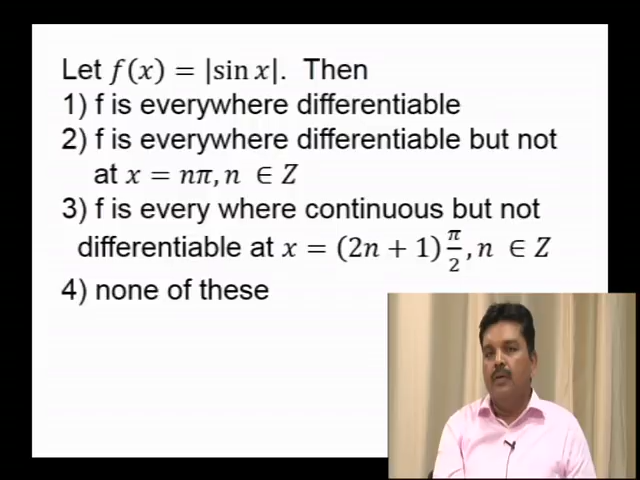 Let f(x) = |sin x|. Then
1) f is everywhere differentiable
2) f is everywhere differentiable but not
at x = nπ, n ∈ Z
3) f is every where continuous but not
differentiable at x = (2n + 1) π/2, n ∈ Z
4) none of these